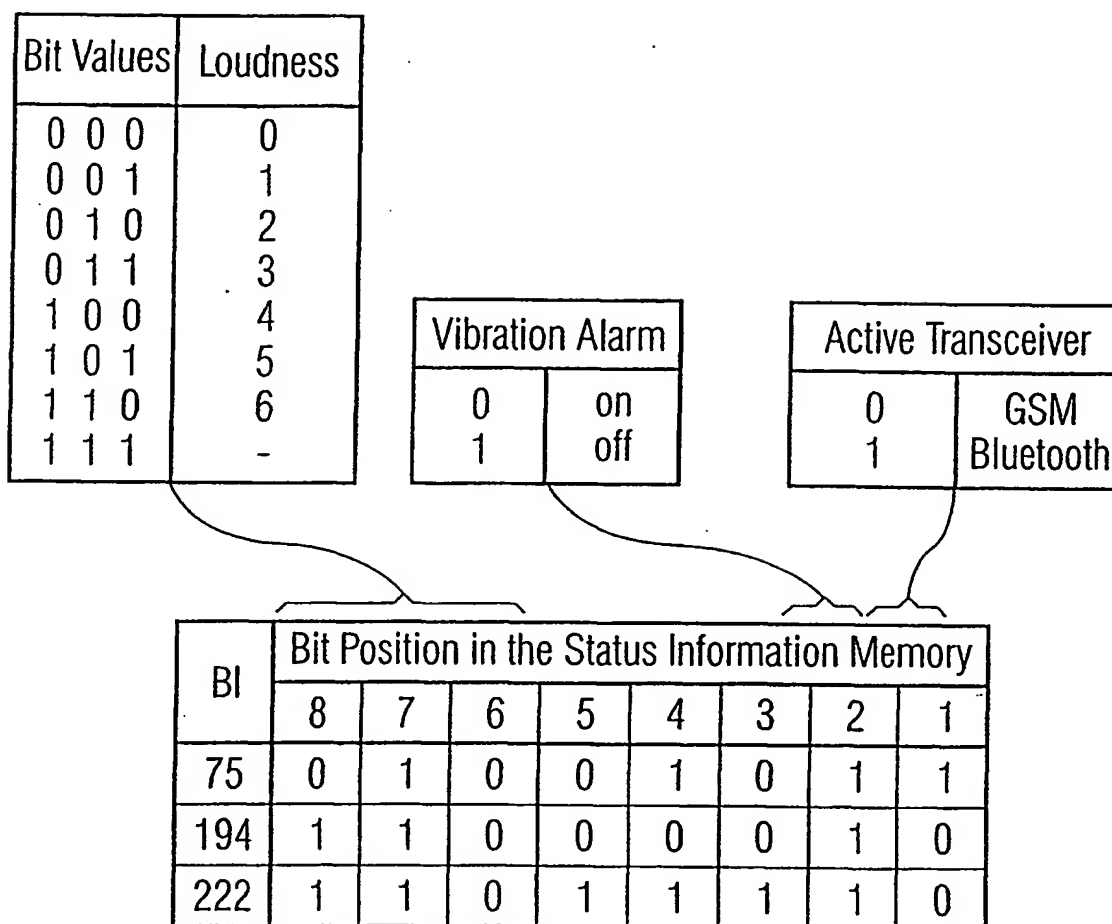 Bit Values Loudness
0 0 0 0
0 0 1 1
0 1 0 2
0 1 1 3
1 0 0 4
1 0 1 5
1 1 0 6
1 1 1 -
Vibration Alarm
0 on
1 off
Active Transceiver
0 GSM
1 Bluetooth
BI Bit Position in the Status Information Memory
8 7 6 5 4 3 2 1
75 0 1 0 0 1 0 1 1
194 1 1 0 0 0 0 1 0
222 1 1 0 1 1 1 1 0